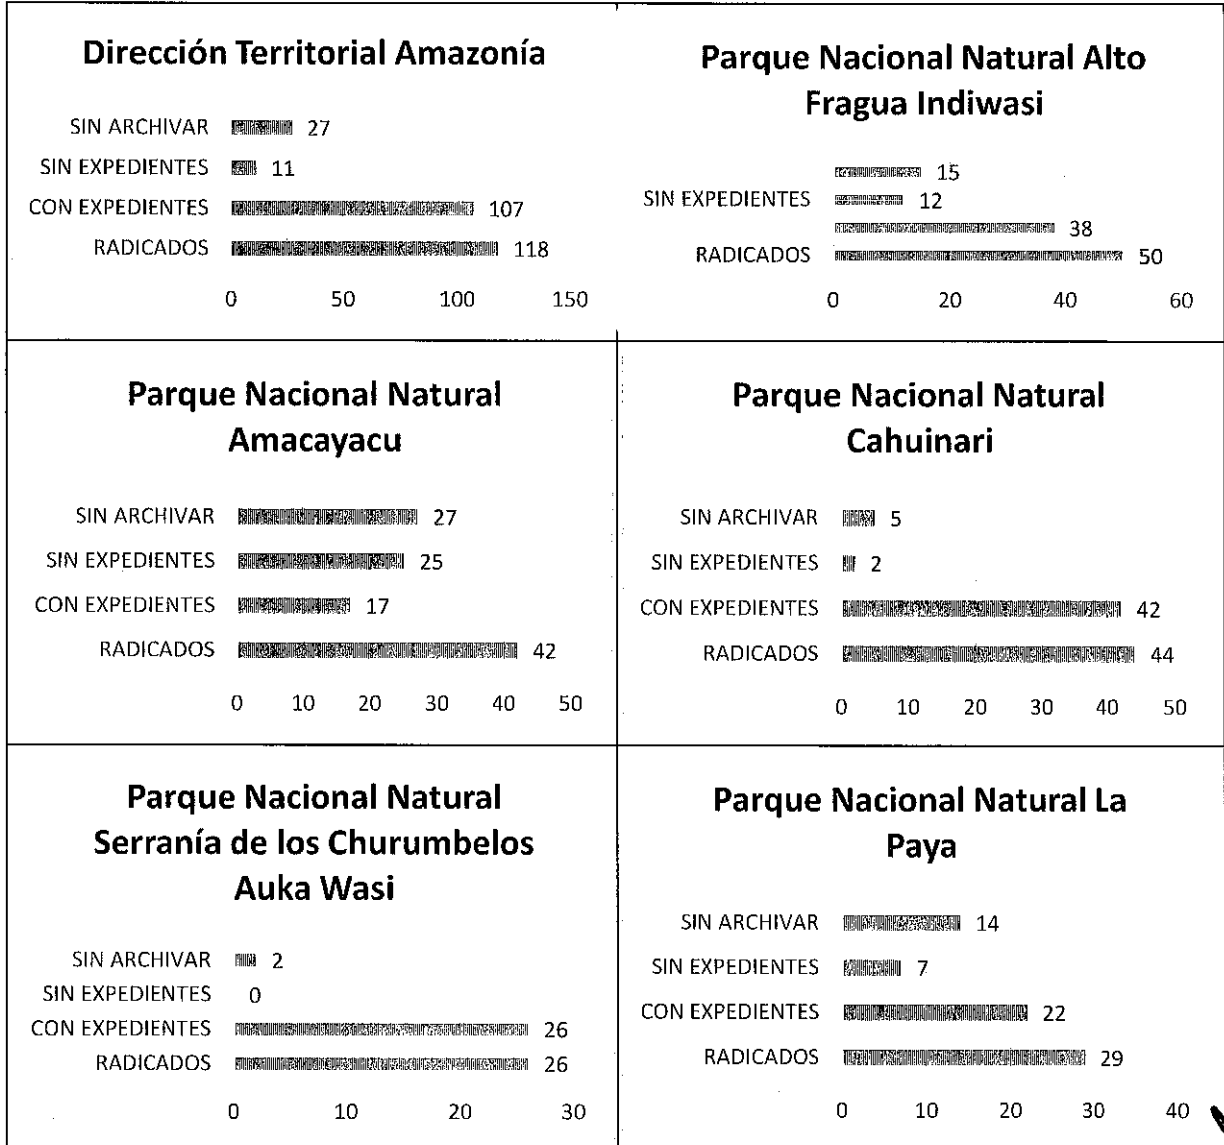 Dirección Territorial Amazonía
SIN ARCHIVAR 27
SIN EXPEDIENTES 11
CON EXPEDIENTES 107
RADICADOS 118
0 50 100 150
Parque Nacional Natural Alto
Fragua Indiwasi
15
SIN EXPEDIENTES 12
38
RADICADOS 50
0 20 40 60
Parque Nacional Natural
Amacayacu
SIN ARCHIVAR 27
SIN EXPEDIENTES 25
CON EXPEDIENTES 17
RADICADOS 42
0 10 20 30 40 50
Parque Nacional Natural
Cahuinari
SIN ARCHIVAR 5
SIN EXPEDIENTES 2
CON EXPEDIENTES 42
RADICADOS 44
0 10 20 30 40 50
Parque Nacional Natural
Serranía de los Churumbelos
Auka Wasi
SIN ARCHIVAR 2
SIN EXPEDIENTES 0
CON EXPEDIENTES 26
RADICADOS 26
0 10 20 30
Parque Nacional Natural La
Paya
SIN ARCHIVAR 14
SIN EXPEDIENTES 7
CON EXPEDIENTES 22
RADICADOS 29
0 10 20 30 40